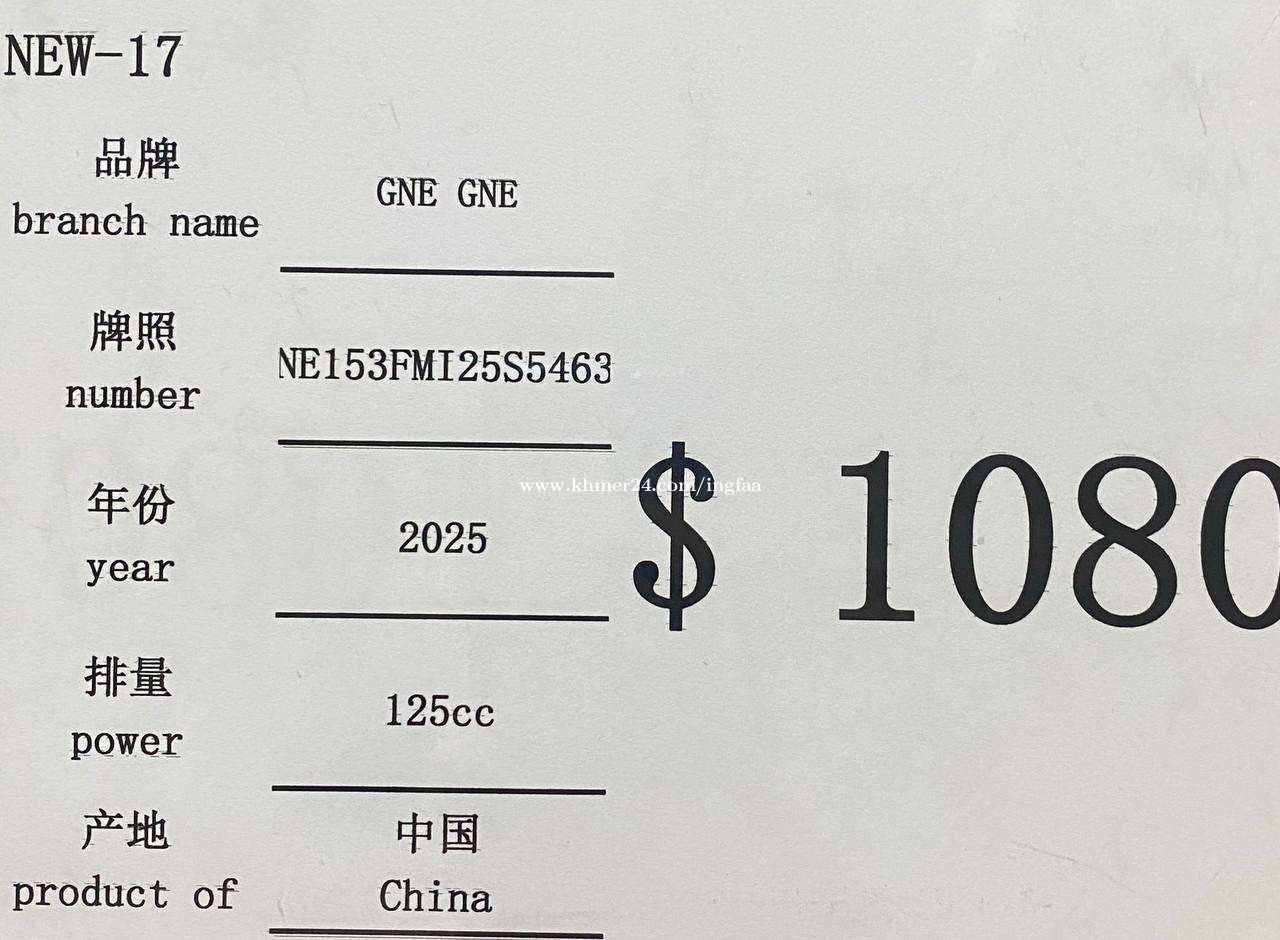 NEW-17
品牌
branch name
GNE GNE
牌照
number
NE153FMI25S5463
年份
year
2025
$ 1080
www.khmer24.com/ingfaa
排量
power
125cc
产地
product of
中国
China